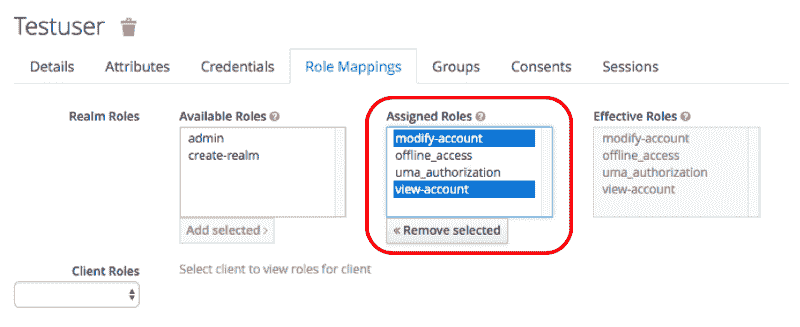 Testuser
Details Attributes Credentials Role Mappings Groups Consents Sessions
Realm Roles
Available Roles
admin
create-realm
Add selected ›
Assigned Roles
modify-account
offline_access
uma_authorization
view-account
« Remove selected
Effective Roles
modify-account
offline_access
uma_authorization
view-account
Client Roles
Select client to view roles for client